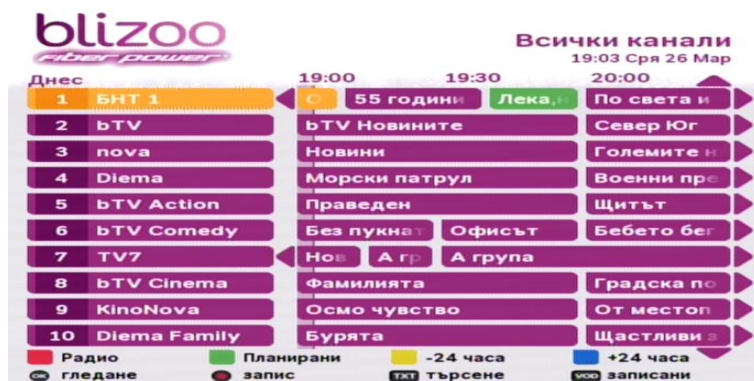 blizoo
Fiber power
Всички канали
19:03 Сря 26 Мар
Днес 19:00 19:30 20:00
1 БНТ 1 55 години Лека, По света и
2 bTV bTV Новините Север Юг
3 nova Новини Големите н
4 Diema Морски патрул Военни пре
5 bTV Action Праведен Щитът
6 bTV Comedy Без пукнат Офисът Бебето бег
7 TV7 Нов А гр А група
8 bTV Cinema Фамилията Градска по
9 KinoNova Осмо чувство От местоп
10 Diema Family Бурята Щастливи з
Радио Планирани -24 часа +24 часа
OK гледане запис TXT търсене VOD записани